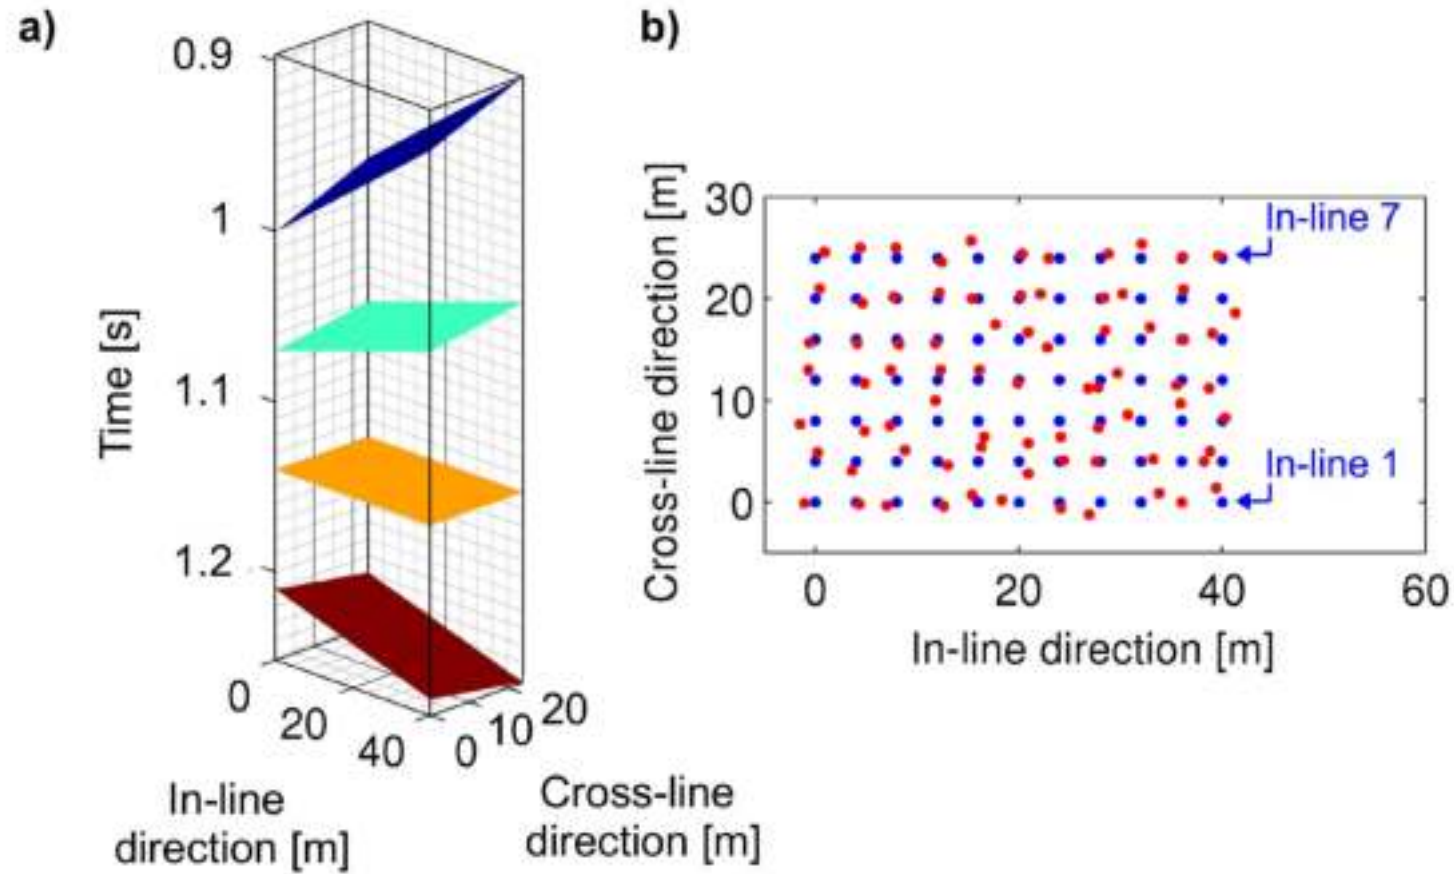 a)
0.9
1
1.1
1.2
Time [s]
0
20
40
0
10
20
In-line
direction [m]
Cross-line
direction [m]
b)
30
20
10
0
Cross-line direction [m]
In-line 7
In-line 1
0
20
40
60
In-line direction [m]